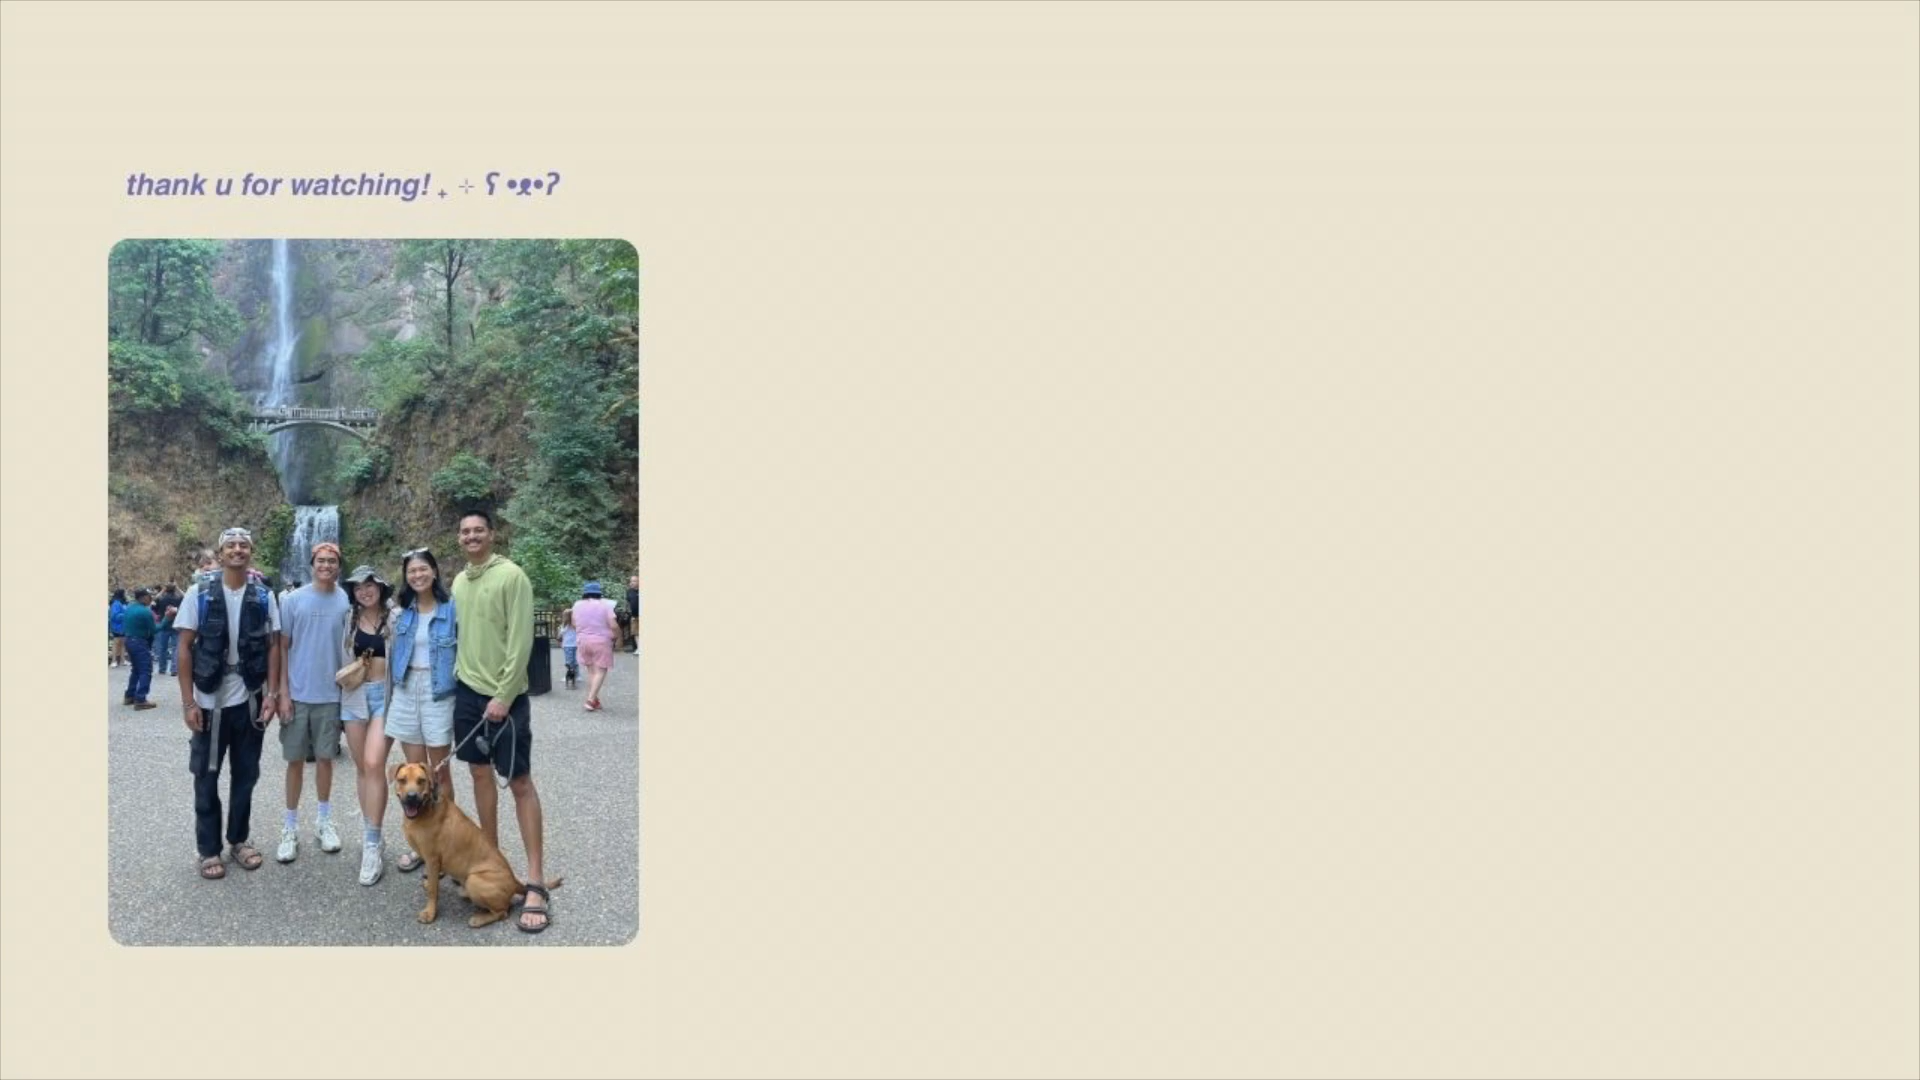 thank u for watching! ₊ ⊹ ʕ •ᴥ•ʔ